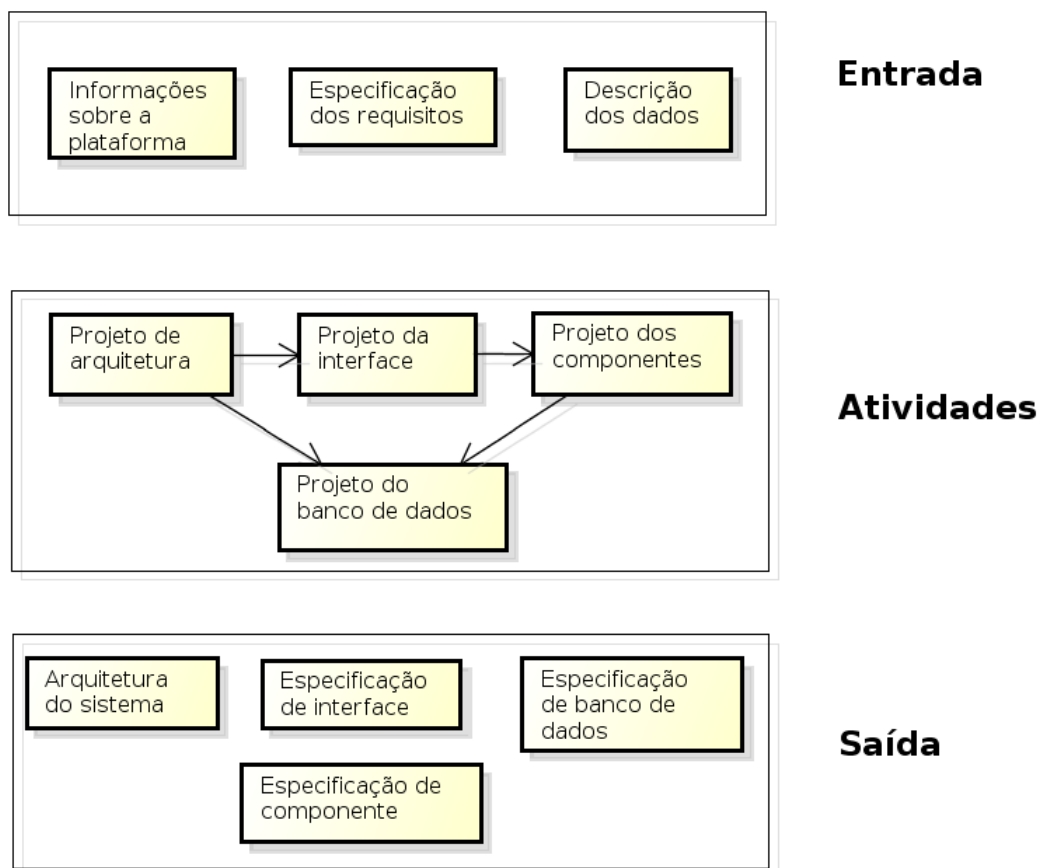 Informações
sobre a
plataforma
Especificação
dos requisitos
Descrição
dos dados
Entrada
Projeto de
arquitetura
Projeto da
interface
Projeto dos
componentes
Projeto do
banco de dados
Atividades
Arquitetura
do sistema
Especificação
de interface
Especificação
de banco de
dados
Especificação de
componente
Saída